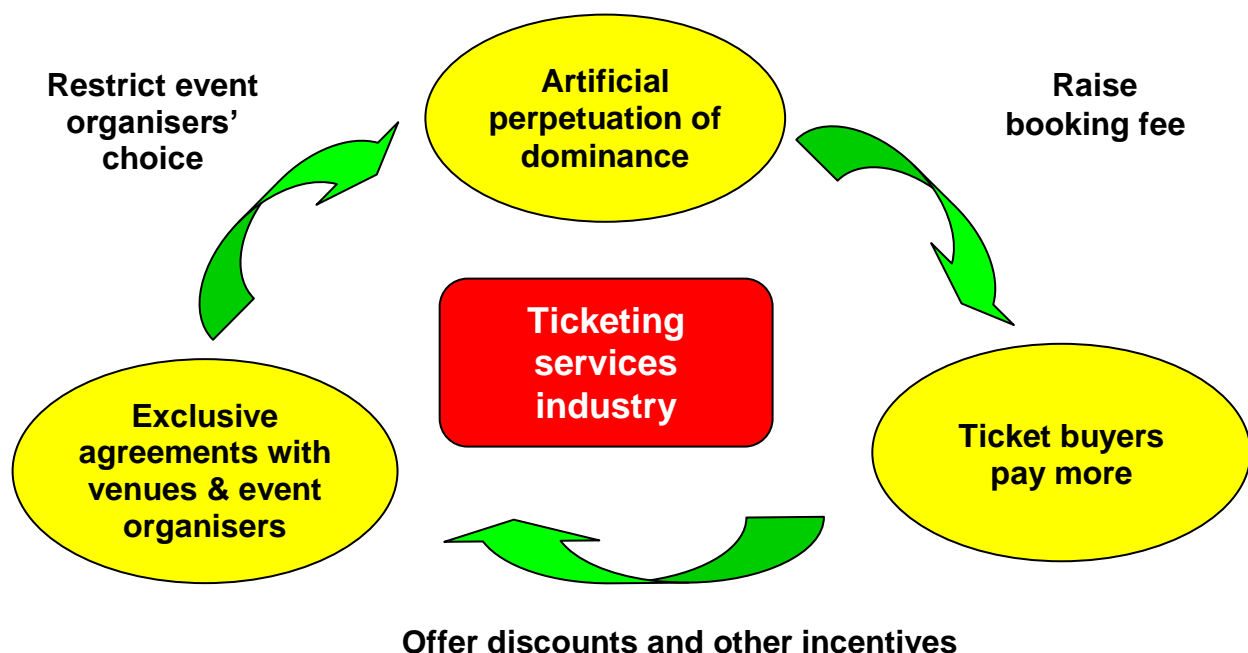 Restrict event
organisers’
choice
Artificial
perpetuation of
dominance
Raise
booking fee
Ticketing
services
industry
Exclusive
agreements with
venues & event
organisers
Ticket buyers
pay more
Offer discounts and other incentives